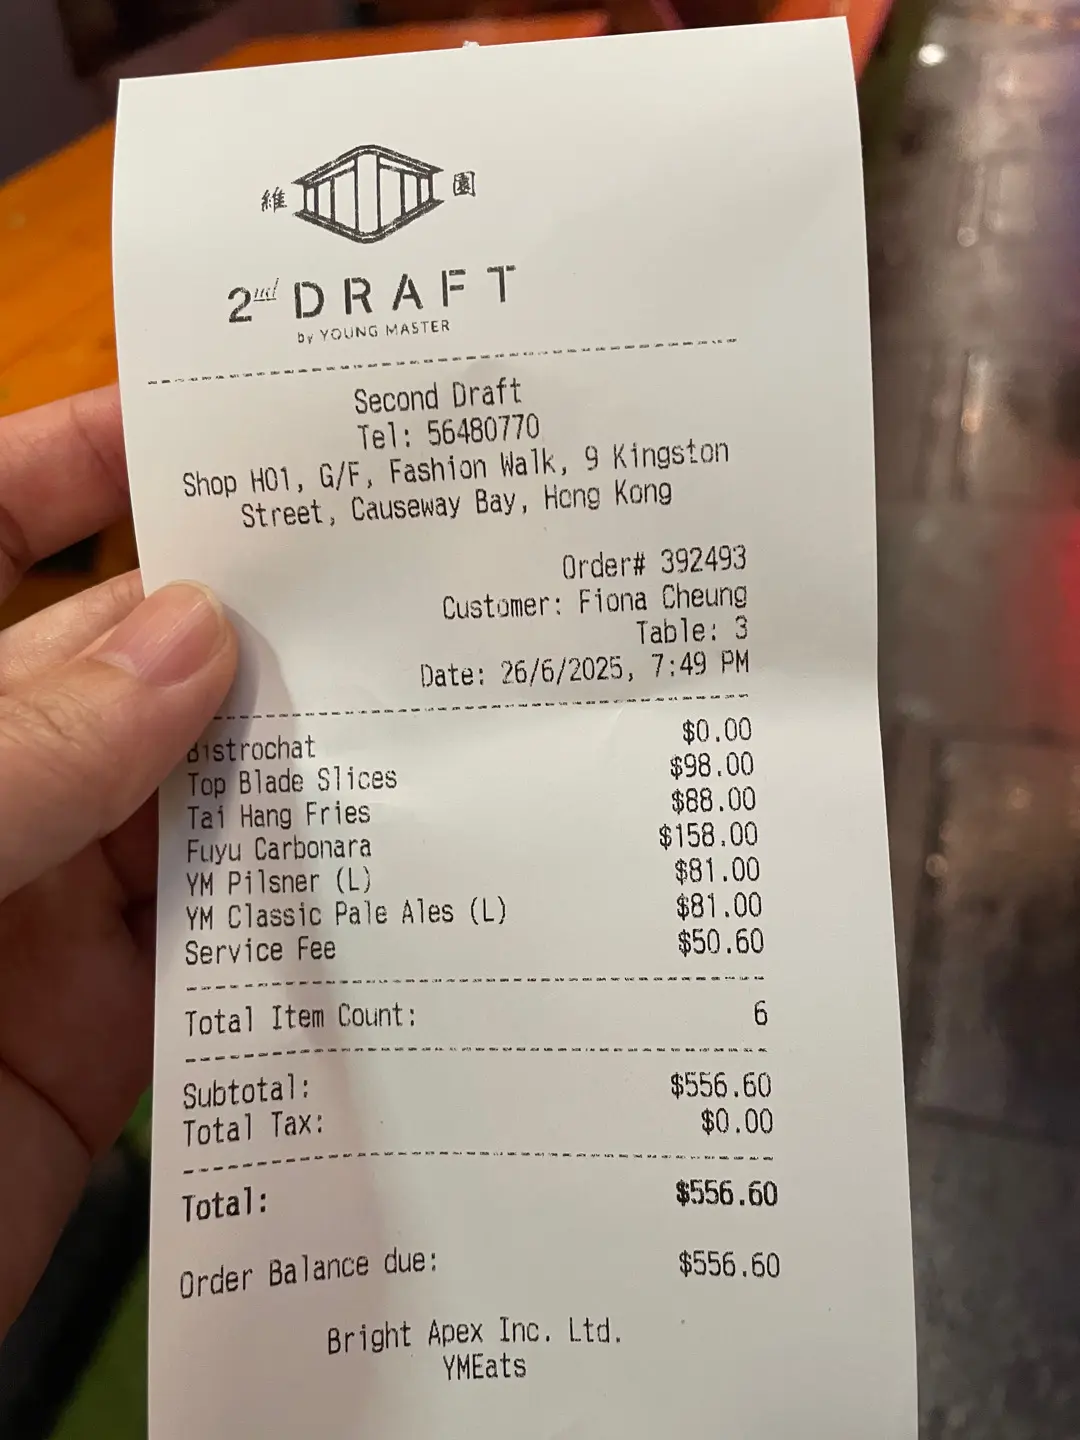 維 園
2nd DRAFT
by YOUNG MASTER
Second Draft
Tel: 56480770
Shop H01, G/F, Fashion Walk, 9 Kingston
Street, Causeway Bay, Hong Kong
Order# 392493
Customer: Fiona Cheung
Table: 3
Date: 26/6/2025, 7:49 PM
Bistrochat $0.00
Top Blade Slices $98.00
Tai Hang Fries $88.00
Fuyu Carbonara $158.00
YM Pilsner (L) $81.00
YM Classic Pale Ales (L) $81.00
Service Fee $50.60
Total Item Count: 6
Subtotal: $556.60
Total Tax: $0.00
Total: $556.60
Order Balance due: $556.60
Bright Apex Inc. Ltd.
YMEats